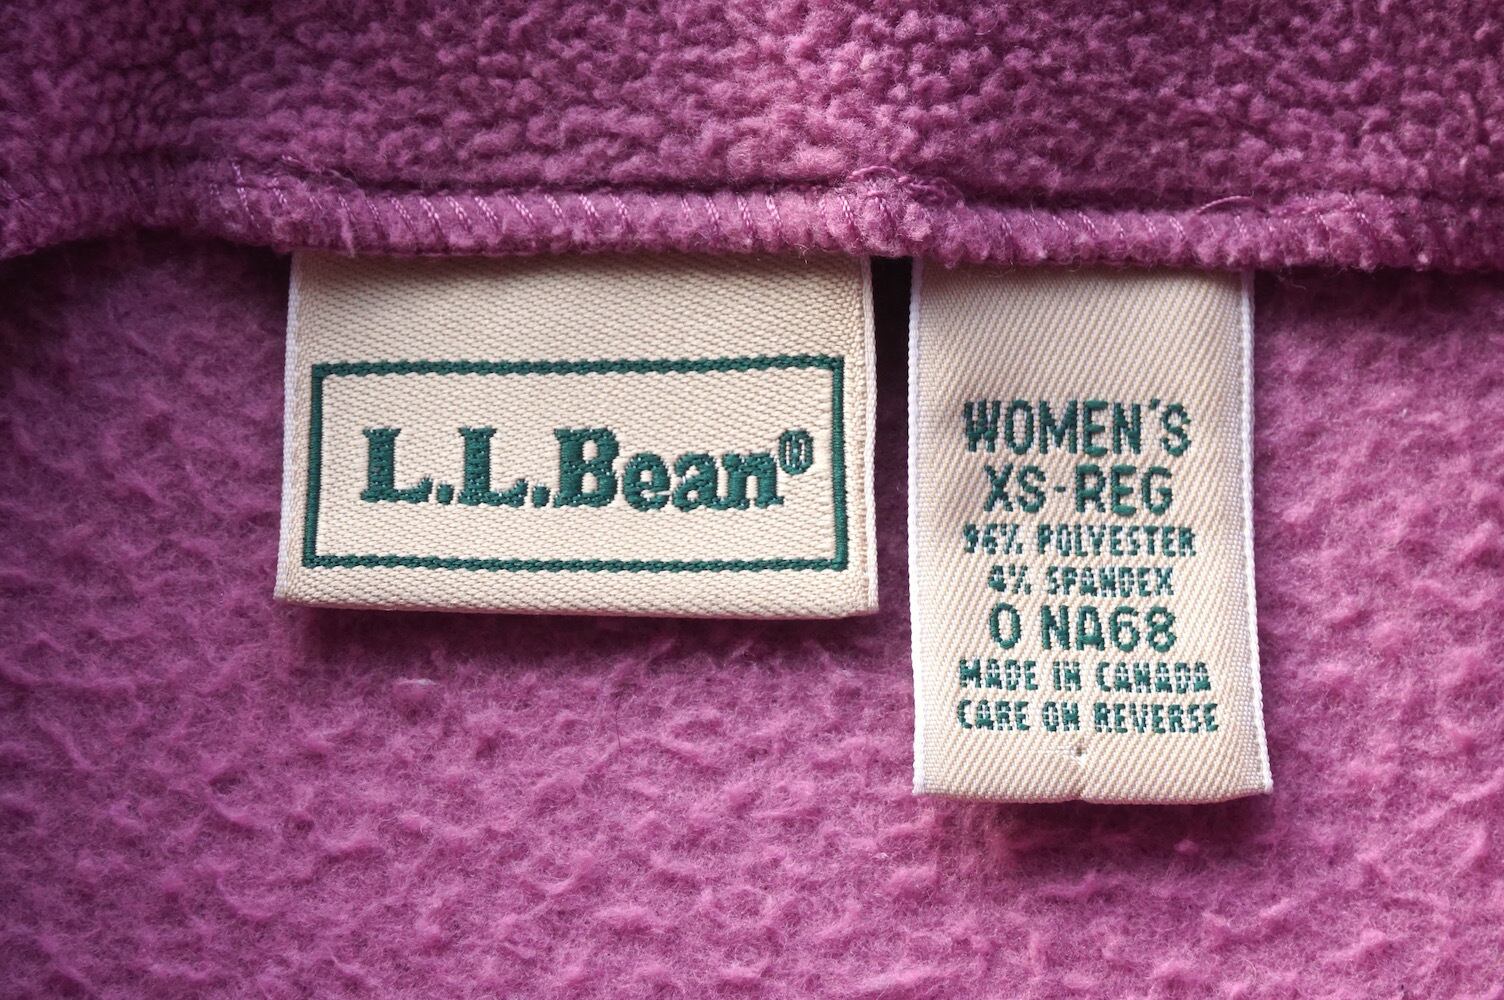 L.L.Bean®
WOMEN'S
XS-REG
96% POLYESTER
4% SPANDEX
0 NA68
MADE IN CANADA
CARE ON REVERSE